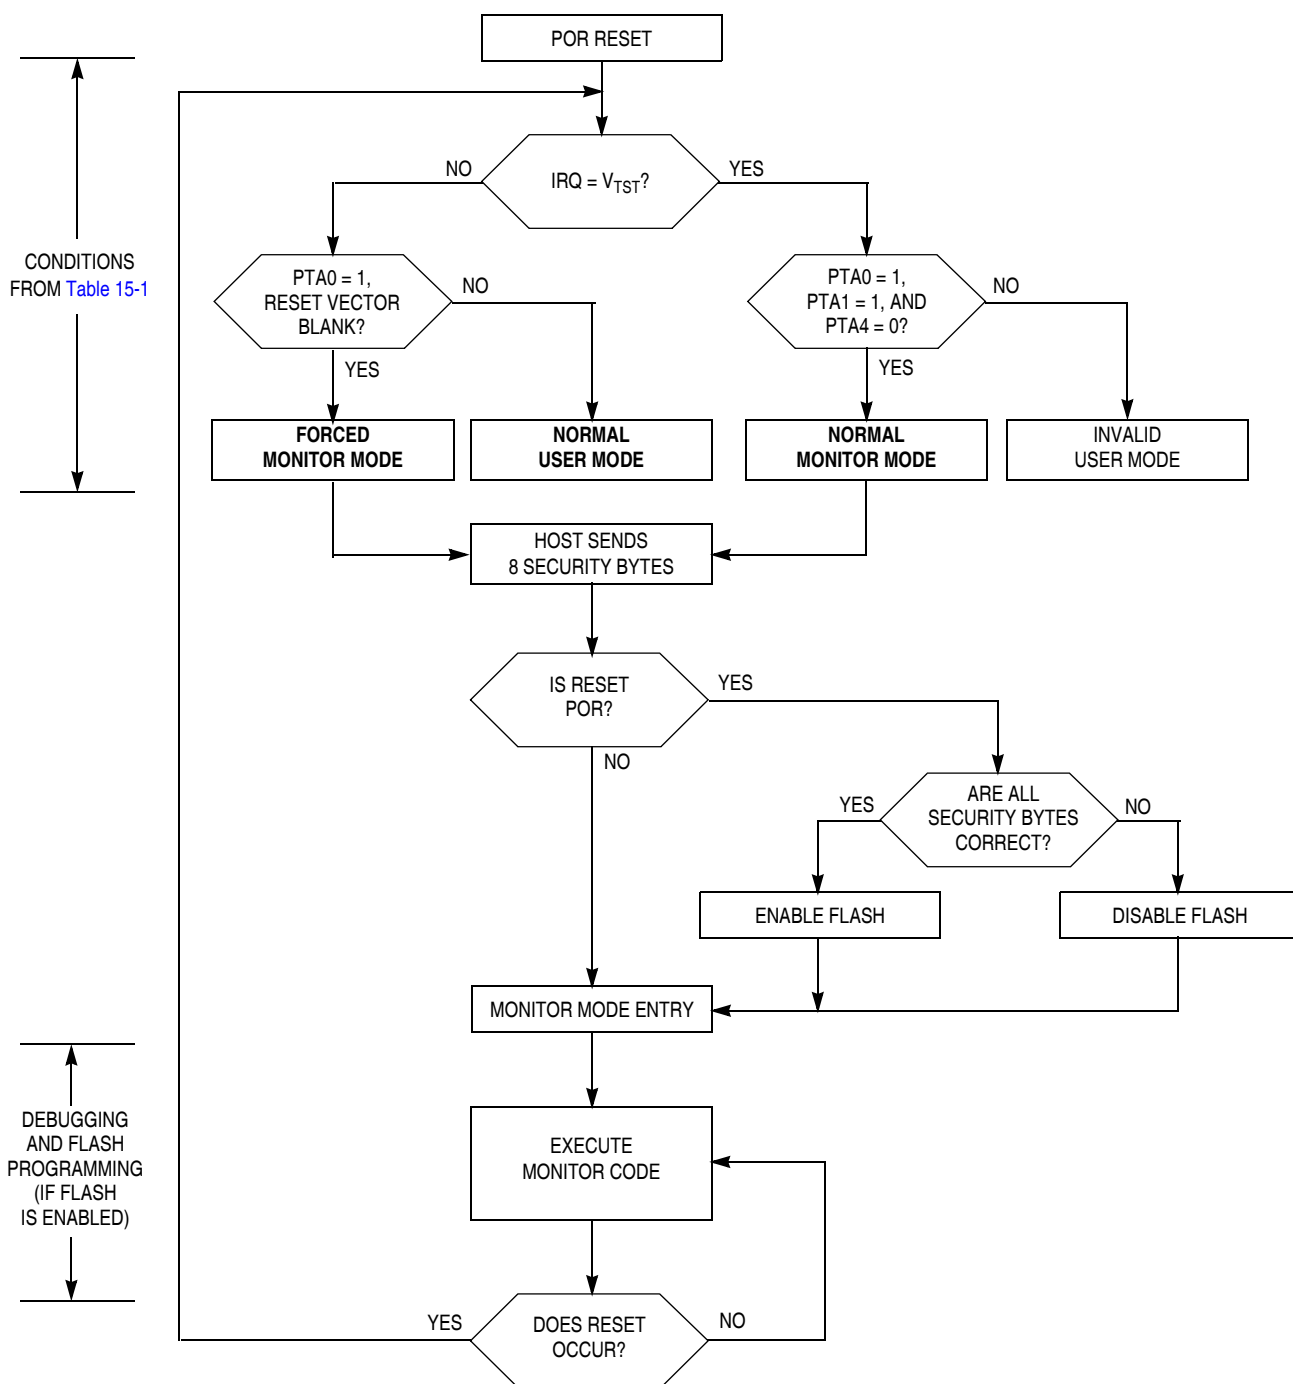 POR RESET
IRQ = VTST?
NO
YES
CONDITIONS
FROM Table 15-1
PTA0 = 1,
RESET VECTOR
BLANK?
NO
YES
PTA0 = 1,
PTA1 = 1, AND
PTA4 = 0?
NO
YES
FORCED
MONITOR MODE
NORMAL
USER MODE
NORMAL
MONITOR MODE
INVALID
USER MODE
HOST SENDS
8 SECURITY BYTES
IS RESET
POR?
YES
NO
ARE ALL
SECURITY BYTES
CORRECT?
YES
NO
ENABLE FLASH
DISABLE FLASH
MONITOR MODE ENTRY
DEBUGGING
AND FLASH
PROGRAMMING
(IF FLASH
IS ENABLED)
EXECUTE
MONITOR CODE
DOES RESET
OCCUR?
YES
NO